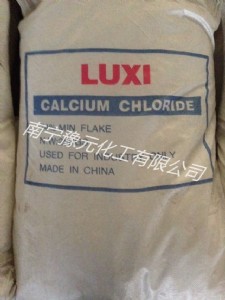 LUXI
CALCIUM CHLORIDE
MIN FLAKE
USED FOR INDUSTRY ONLY
MADE IN CHINA
南宁豫元化工有限公司